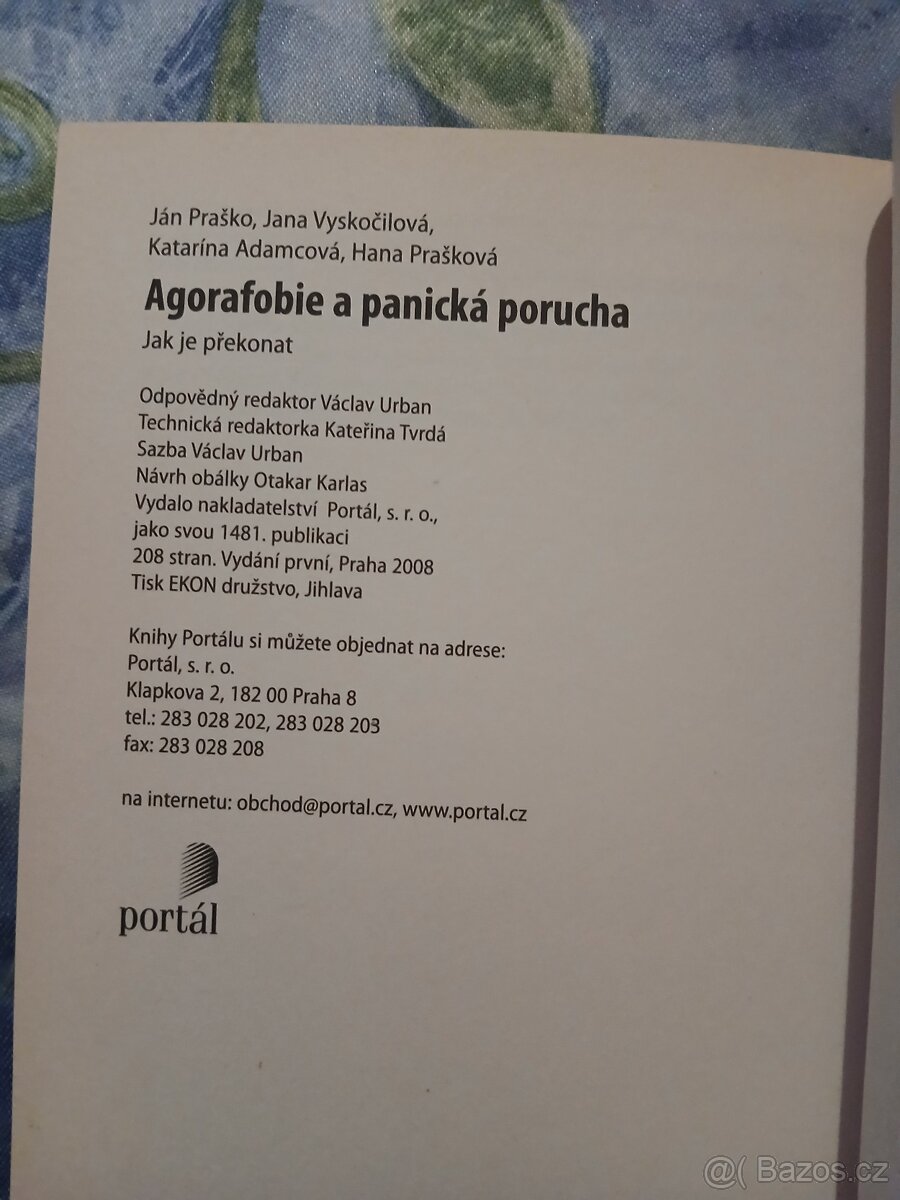 Ján Praško, Jana Vyskočilová,
Katarína Adamcová, Hana Prašková
Agorafobie a panická porucha
Jak je překonat
Odpovědný redaktor Václav Urban
Technická redaktorka Kateřina Tvrdá
Sazba Václav Urban
Návrh obálky Otakar Karlas
Vydalo nakladatelství Portál, s. r. o.,
jako svou 1481. publikaci
208 stran. Vydání první, Praha 2008
Tisk EKON družstvo, Jihlava
Knihy Portálu si můžete objednat na adrese:
Portál, s. r. o.
Klapkova 2, 182 00 Praha 8
tel.: 283 028 202, 283 028 203
fax: 283 028 208
na internetu: obchod@portal.cz, www.portal.cz
portál
@( Bazos.cz